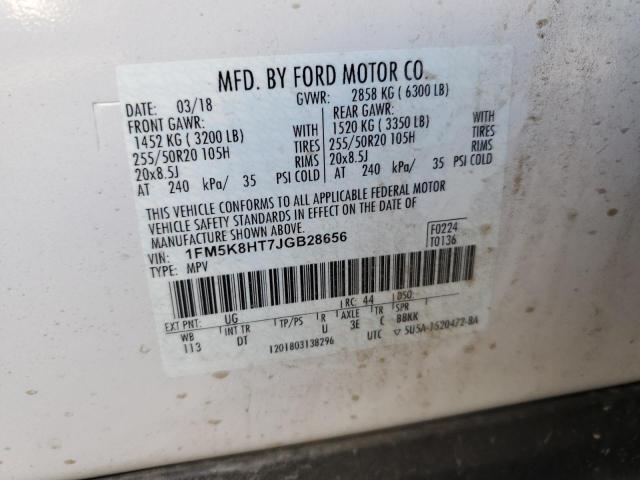 MFD. BY FORD MOTOR CO.
DATE: 03/18 GVWR: 2858 KG ( 6300 LB)
FRONT GAWR: REAR GAWR:
1452 KG ( 3200 LB) WITH 1520 KG ( 3350 LB) WITH
255/50R20 105H TIRES 255/50R20 105H TIRES
20x8.5J RIMS 20x8.5J RIMS
AT 240 kPa/ 35 PSI COLD AT 240 kPa/ 35 PSI COLD
THIS VEHICLE CONFORMS TO ALL APPLICABLE FEDERAL MOTOR
VEHICLE SAFETY STANDARDS IN EFFECT ON THE DATE OF
MANUFACTURE SHOWN ABOVE. F0224
VIN: 1FM5K8HT7JGB28656 T0136
TYPE: MPV
EXT PNT: UG RC: 44 DSO:
WB INT TR TP/PS R AXLE TR SPR
113 DT U 3E C BBKK
1201803138296 UTC ▽ 5U5A-1520472-BA